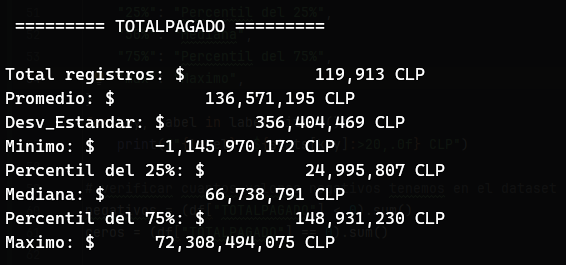 ========= TOTALPAGADO =========
Total registros: $             119,913 CLP
Promedio: $         136,571,195 CLP
Desv_Estandar: $         356,404,469 CLP
Minimo: $     -1,145,970,172 CLP
Percentil del 25%: $          24,995,807 CLP
Mediana: $          66,738,791 CLP
Percentil del 75%: $         148,931,230 CLP
Maximo: $      72,308,494,075 CLP